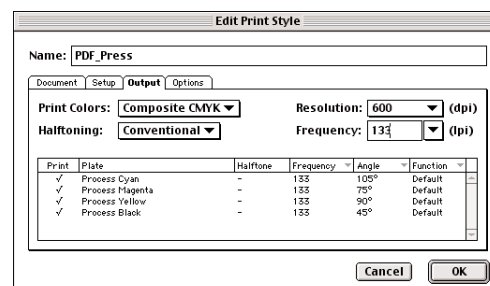 Edit Print Style
Name: PDF_Press
Document Setup Output Options
Print Colors: Composite CMYK Resolution: 600 (dpi)
Halftoning: Conventional Frequency: 133 (lpi)
Print Plate Halftone Frequency Angle Function
✓ Process Cyan - 133 105° Default
✓ Process Magenta - 133 75° Default
✓ Process Yellow - 133 90° Default
✓ Process Black - 133 45° Default
Cancel OK